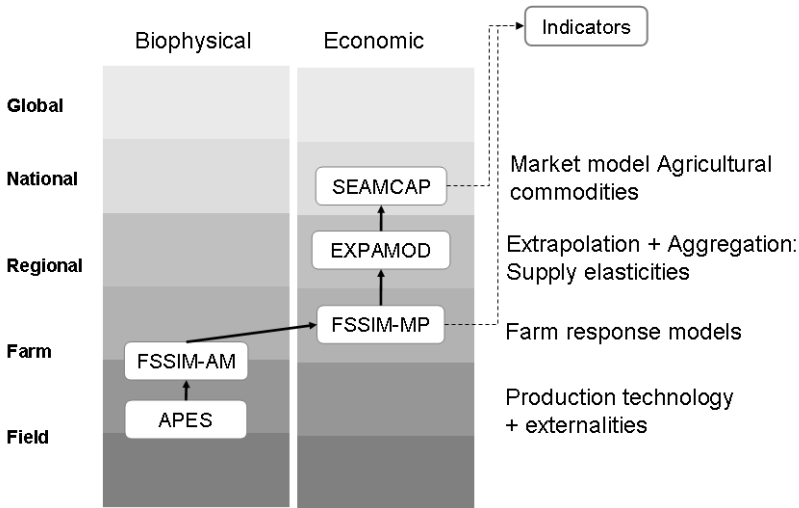 Biophysical
Economic
Indicators
Global
National
SEAMCAP
Market model Agricultural
commodities
Regional
EXPAMOD
Extrapolation + Aggregation:
Supply elasticities
Farm
FSSIM-AM
FSSIM-MP
Farm response models
Field
APES
Production technology
+ externalities